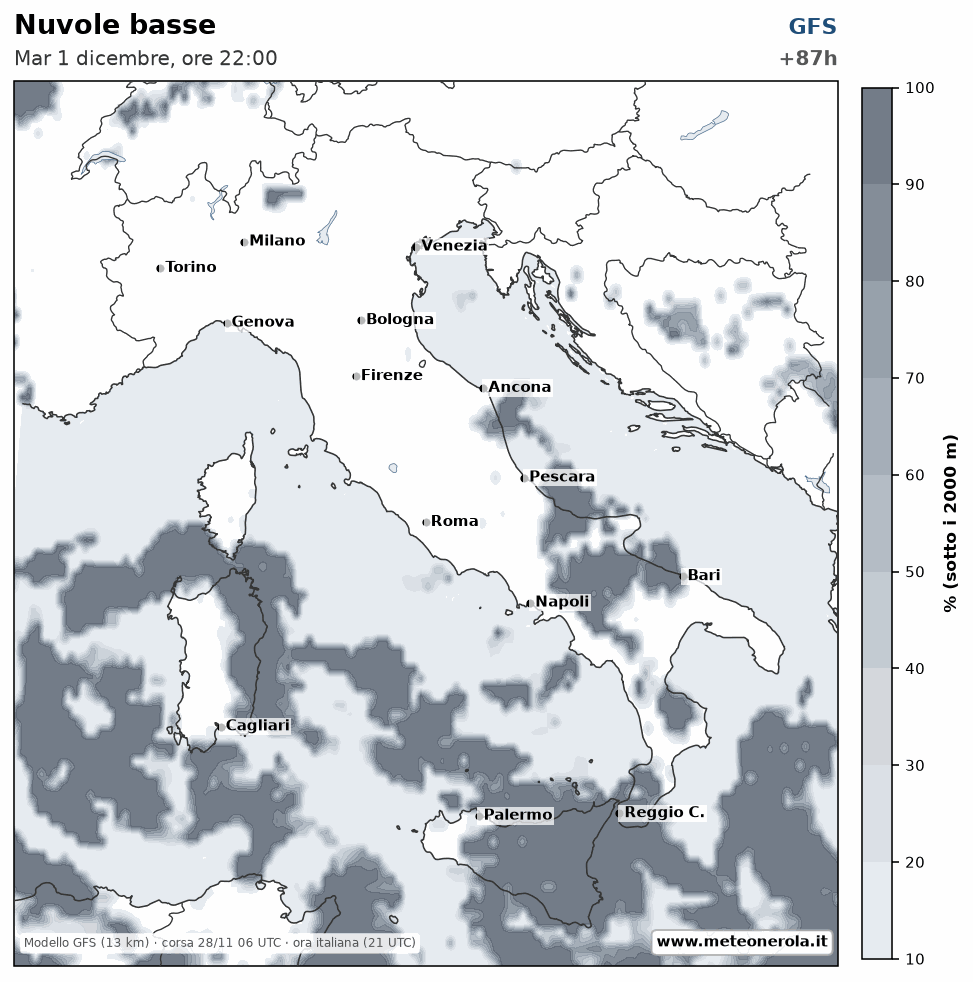 Nuvole basse
GFS
Mar 1 dicembre, ore 22:00
+87h
100
90
80
70
60
50
40
30
20
10
% (sotto i 2000 m)
Milano
Venezia
Torino
Genova
Bologna
Firenze
Ancona
Pescara
Roma
Bari
Napoli
Cagliari
Palermo
Reggio C.
Modello GFS (13 km) · corsa 28/11 06 UTC · ora italiana (21 UTC)
www.meteonerola.it